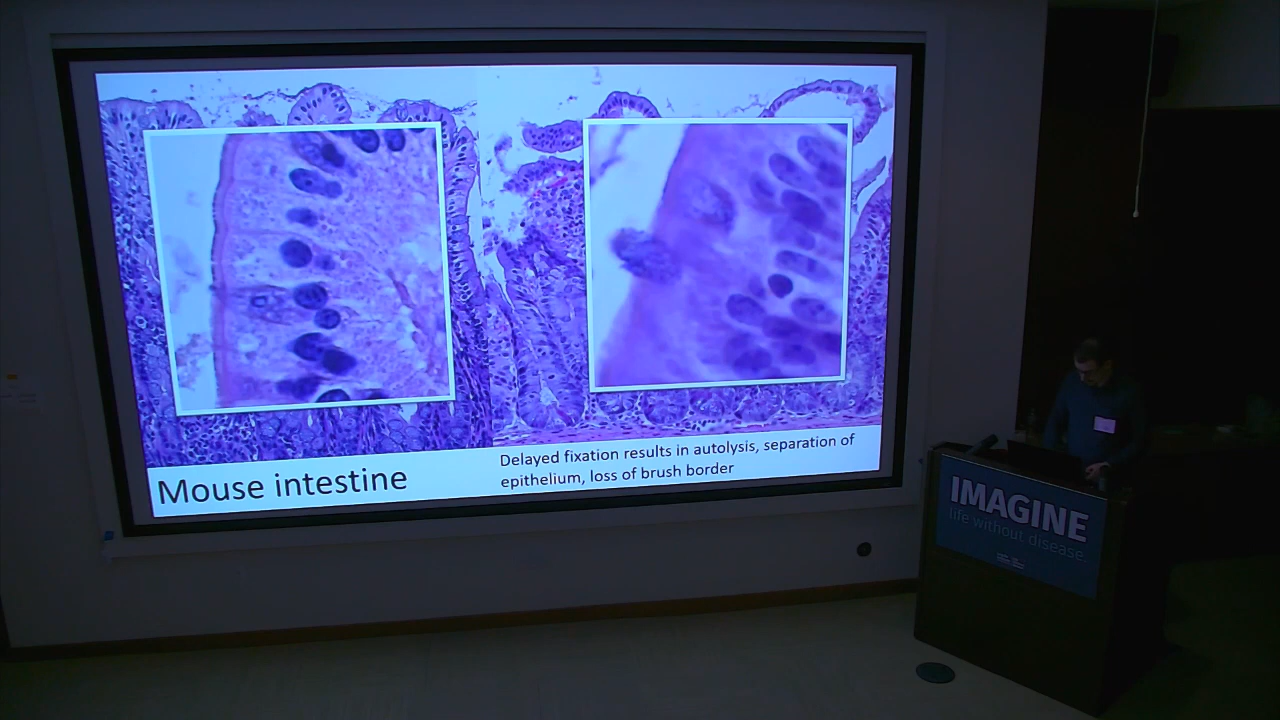 Mouse intestine
Delayed fixation results in autolysis, separation of
epithelium, loss of brush border
IMAGINE
life without disease.